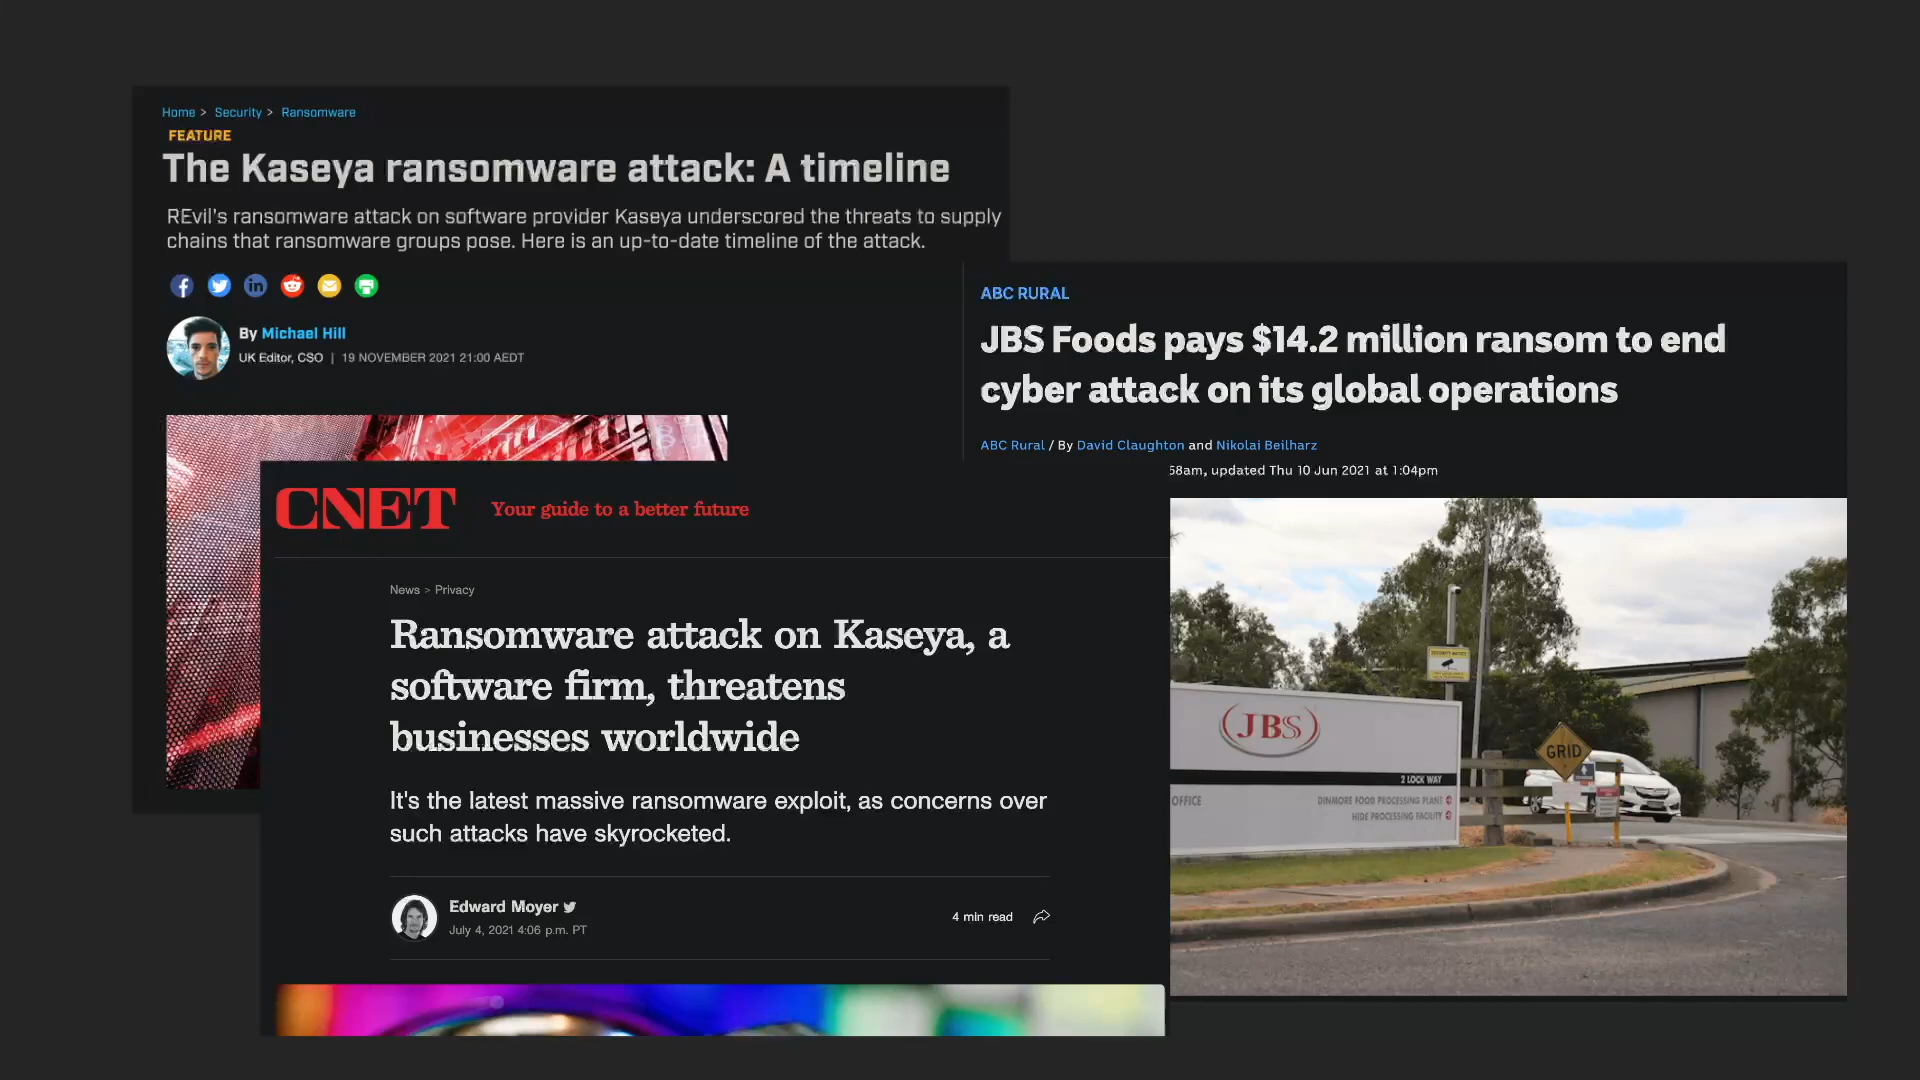 Home > Security > Ransomware
FEATURE
The Kaseya ransomware attack: A timeline
REvil's ransomware attack on software provider Kaseya underscored the threats to supply
chains that ransomware groups pose. Here is an up-to-date timeline of the attack.
By Michael Hill
UK Editor, CSO | 19 NOVEMBER 2021 21:00 AEDT
ABC RURAL
JBS Foods pays $14.2 million ransom to end
cyber attack on its global operations
ABC Rural / By David Claughton and Nikolai Beilharz
58am, updated Thu 10 Jun 2021 at 1:04pm
CNET Your guide to a better future
News > Privacy
Ransomware attack on Kaseya, a
software firm, threatens
businesses worldwide
It's the latest massive ransomware exploit, as concerns over
such attacks have skyrocketed.
Edward Moyer
July 4, 2021 4:06 p.m. PT
4 min read
JBS
2 LOCK WAY
OFFICE
DINMORE FOOD PROCESSING PLANT
HIDE PROCESSING FACILITY
GRID